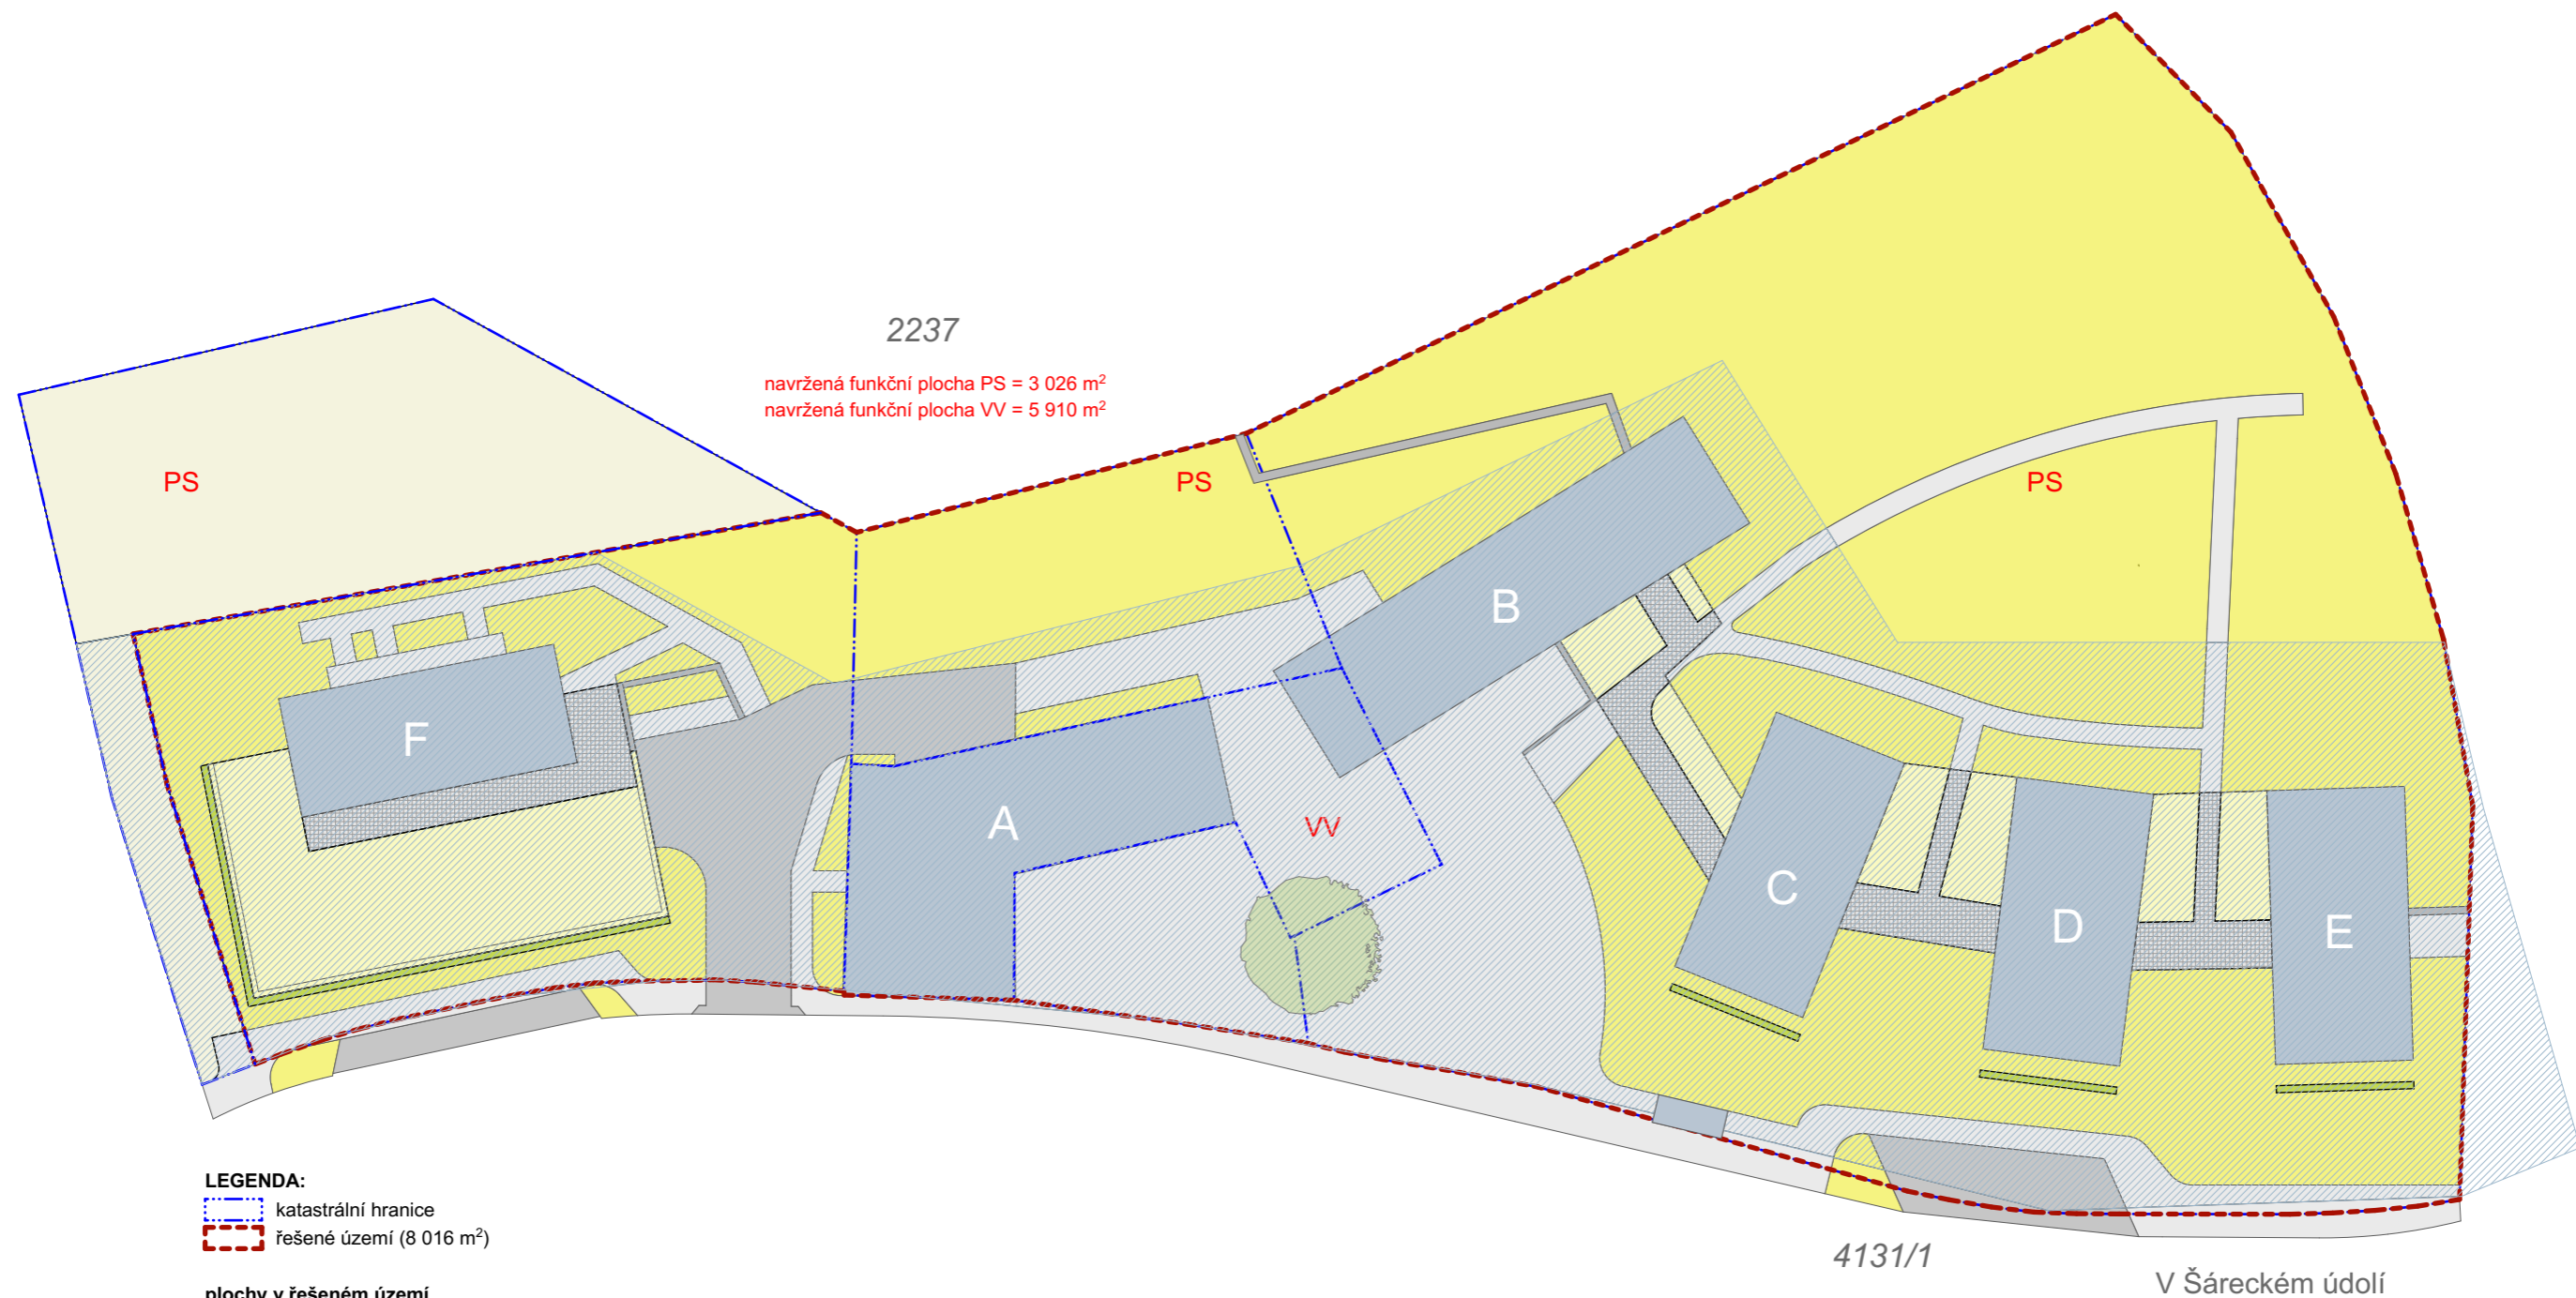 2237
navržená funkční plocha PS = 3 026 m²
navržená funkční plocha VV = 5 910 m²
PS
PS
PS
B
F
A
VV
C
D
E
LEGENDA:
katastrální hranice
řešené území (8 016 m²)
plochy v řešeném území
4131/1
V Šáreckém údolí